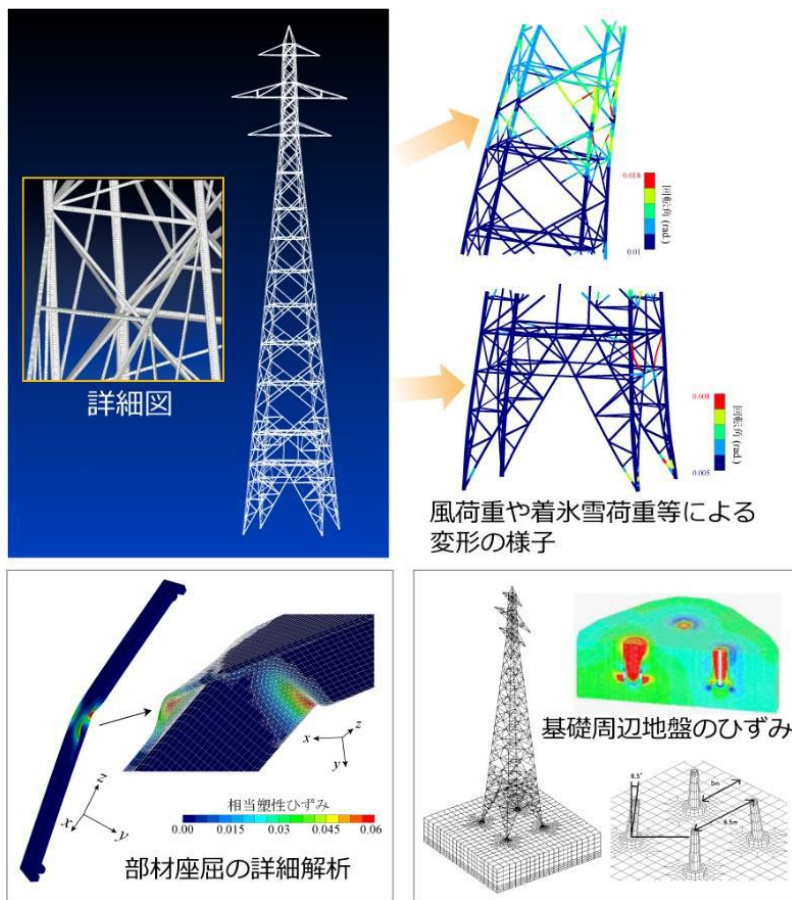 詳細図
0.018
0.01
回転角 (rad.)
0.008
0.005
回転角 (rad.)
風荷重や着氷雪荷重等による
変形の様子
z
x
y
x
z
y
相当塑性ひずみ
0.00 0.015 0.03 0.045 0.06
部材座屈の詳細解析
基礎周辺地盤のひずみ
6.5°
5m
6.5m